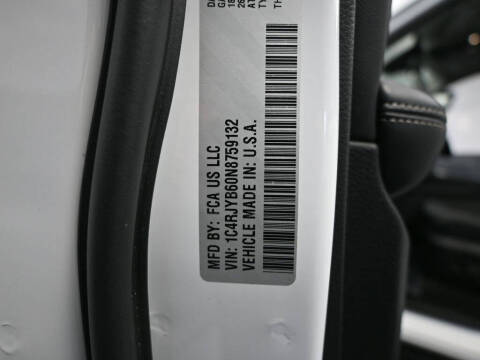 MFD BY: FCA US LLC
VIN: 1C4RJYB60N8759132
VEHICLE MADE IN: U.S.A.